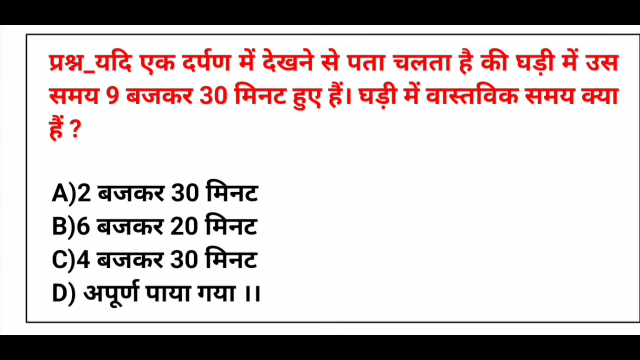 प्रश्न_यदि एक दर्पण में देखने से पता चलता है की घड़ी में उस
समय 9 बजकर 30 मिनट हुए हैं। घड़ी में वास्तविक समय क्या
हैं ?
A)2 बजकर 30 मिनट
B)6 बजकर 20 मिनट
C)4 बजकर 30 मिनट
D) अपूर्ण पाया गया ।।